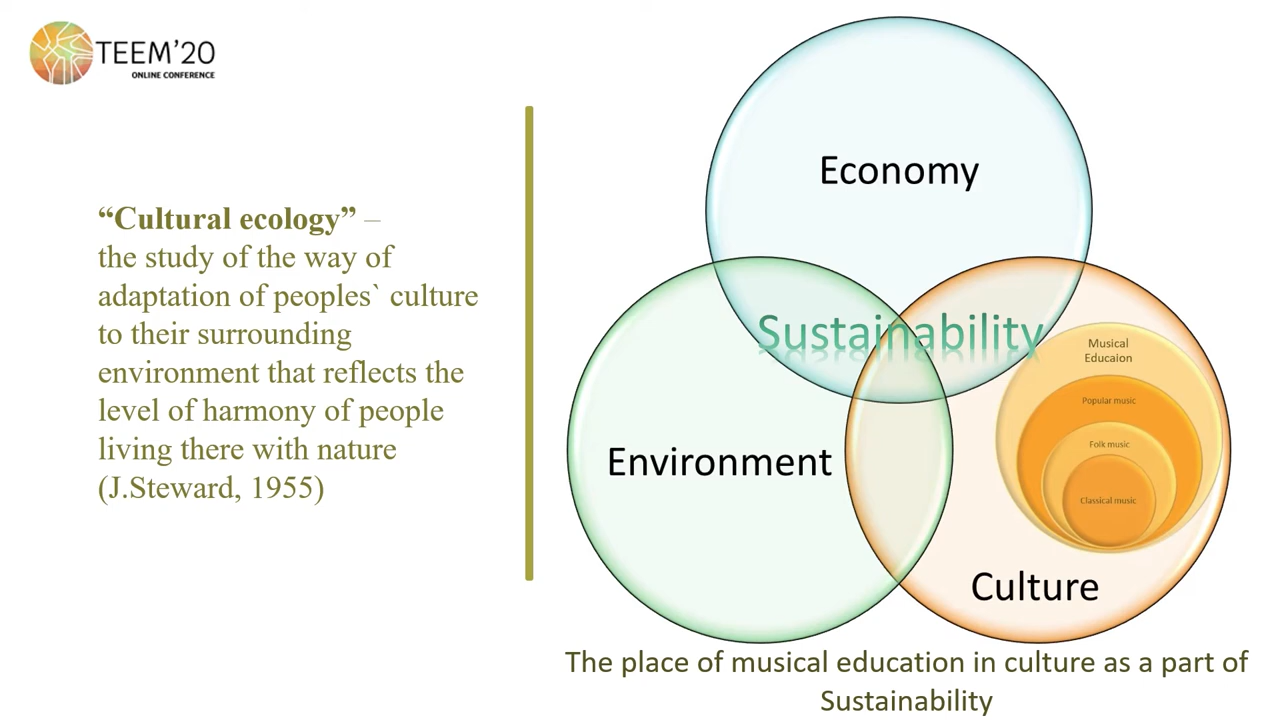 TEEM’20
ONLINE CONFERENCE
“Cultural ecology” –
the study of the way of
adaptation of peoples` culture
to their surrounding
environment that reflects the
level of harmony of people
living there with nature
(J.Steward, 1955)
Economy
Sustainability
Musical
Educaion
Popular music
Folk music
Classical music
Environment
Culture
The place of musical education in culture as a part of
Sustainability